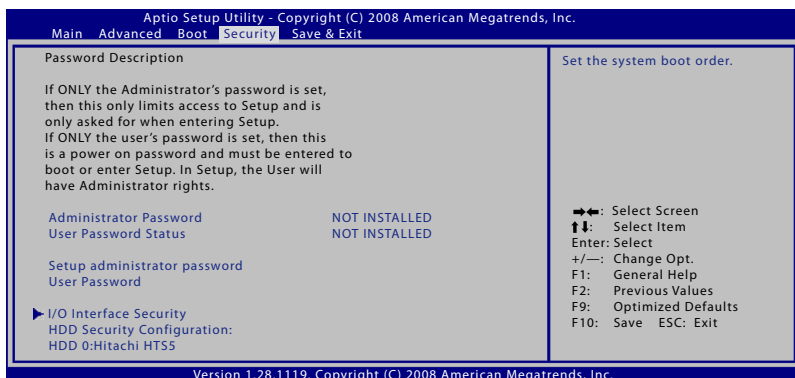 Aptio Setup Utility - Copyright (C) 2008 American Megatrends, Inc.
Main Advanced Boot Security Save & Exit
Password Description
If ONLY the Administrator's password is set,
then this only limits access to Setup and is
only asked for when entering Setup.
If ONLY the user's password is set, then this
is a power on password and must be entered to
boot or enter Setup. In Setup, the User will
have Administrator rights.
Administrator Password NOT INSTALLED
User Password Status NOT INSTALLED
Setup administrator password
User Password
I/O Interface Security
HDD Security Configuration:
HDD 0:Hitachi HTS5
Set the system boot order.
→←: Select Screen
↑↓: Select Item
Enter: Select
+/—: Change Opt.
F1: General Help
F2: Previous Values
F9: Optimized Defaults
F10: Save ESC: Exit
Version 1.28.1119. Copyright (C) 2008 American Megatrends, Inc.